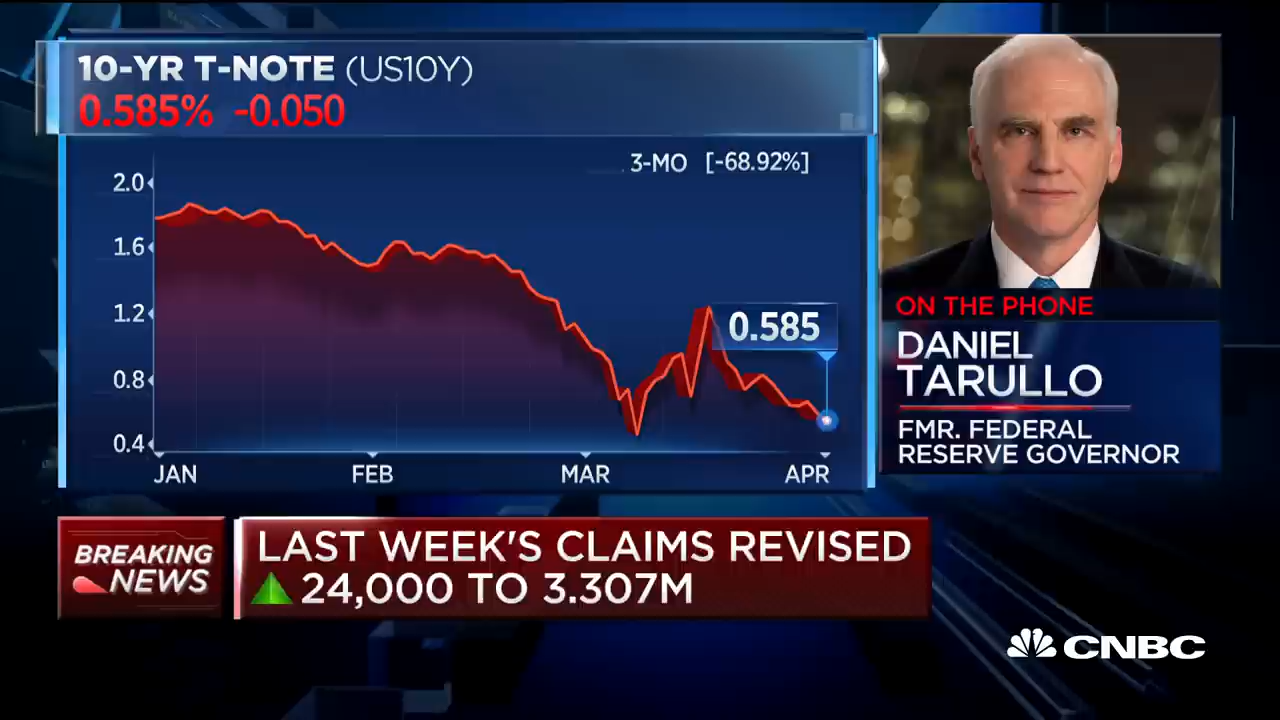 10-YR T-NOTE (US10Y)
0.585% -0.050
3-MO [-68.92%]
2.0
1.6
1.2
0.8
0.4
0.585
JAN FEB MAR APR
ON THE PHONE
DANIEL
TARULLO
FMR. FEDERAL
RESERVE GOVERNOR
BREAKING
NEWS
LAST WEEK'S CLAIMS REVISED
24,000 TO 3.307M
CNBC